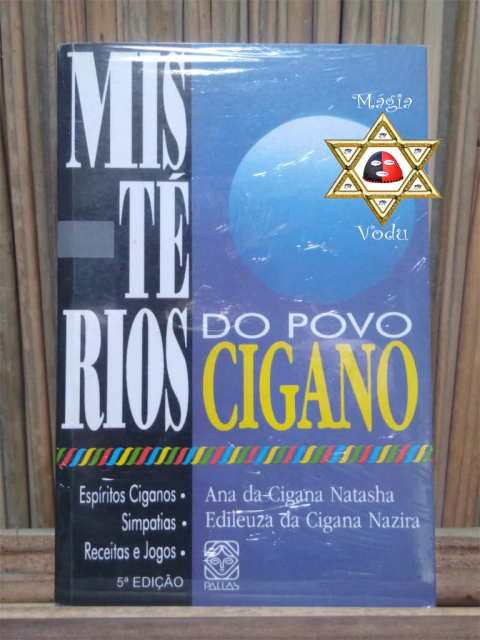 Mágia
Vodu
MIS
TÉ
RIOS
DO POVO
CIGANO
Espíritos Ciganos •
Simpatias •
Receitas e Jogos •
5ª EDIÇÃO
Ana da Cigana Natasha
Edileuza da Cigana Nazira
PALLAS